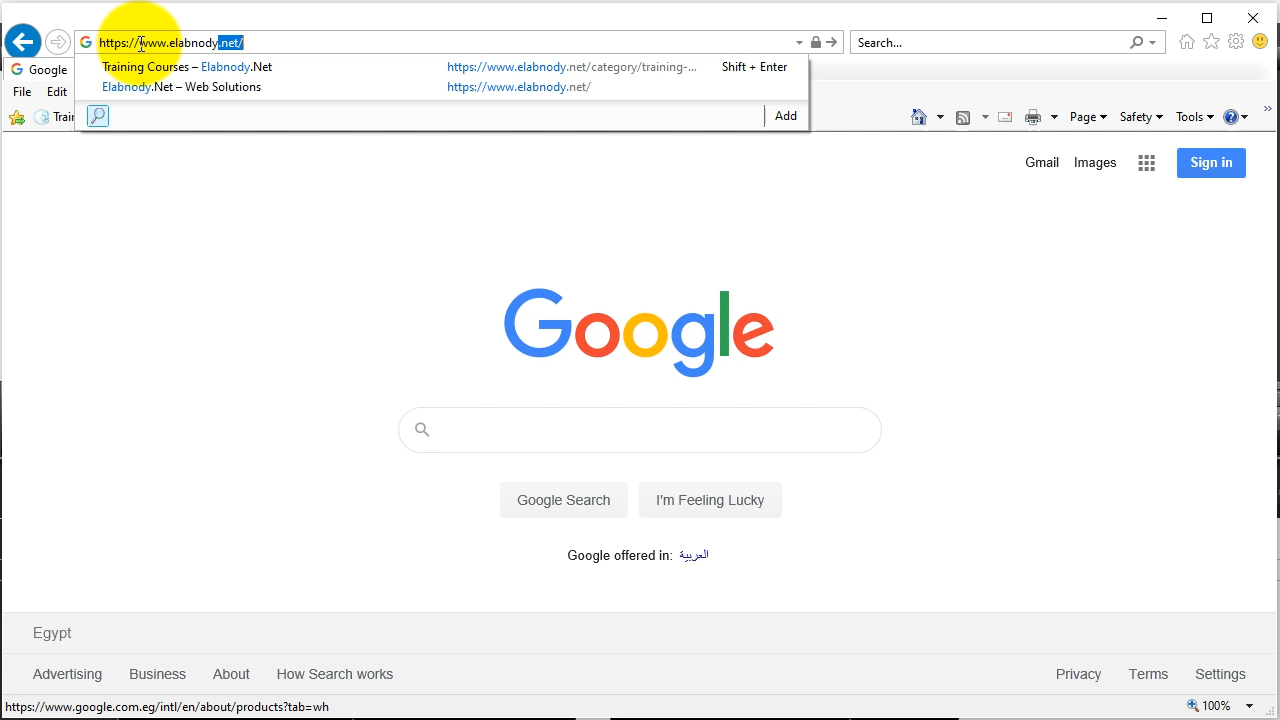 https://www.elabnody.net/
Search...
Google
Training Courses – Elabnody.Net https://www.elabnody.net/category/training-... Shift + Enter
File Edit
Elabnody.Net – Web Solutions https://www.elabnody.net/
Add
Train
Page Safety Tools
Gmail Images Sign in
Google
Google Search I'm Feeling Lucky
Google offered in: العربية
Egypt
Advertising Business About How Search works Privacy Terms Settings
https://www.google.com.eg/intl/en/about/products?tab=wh 100%